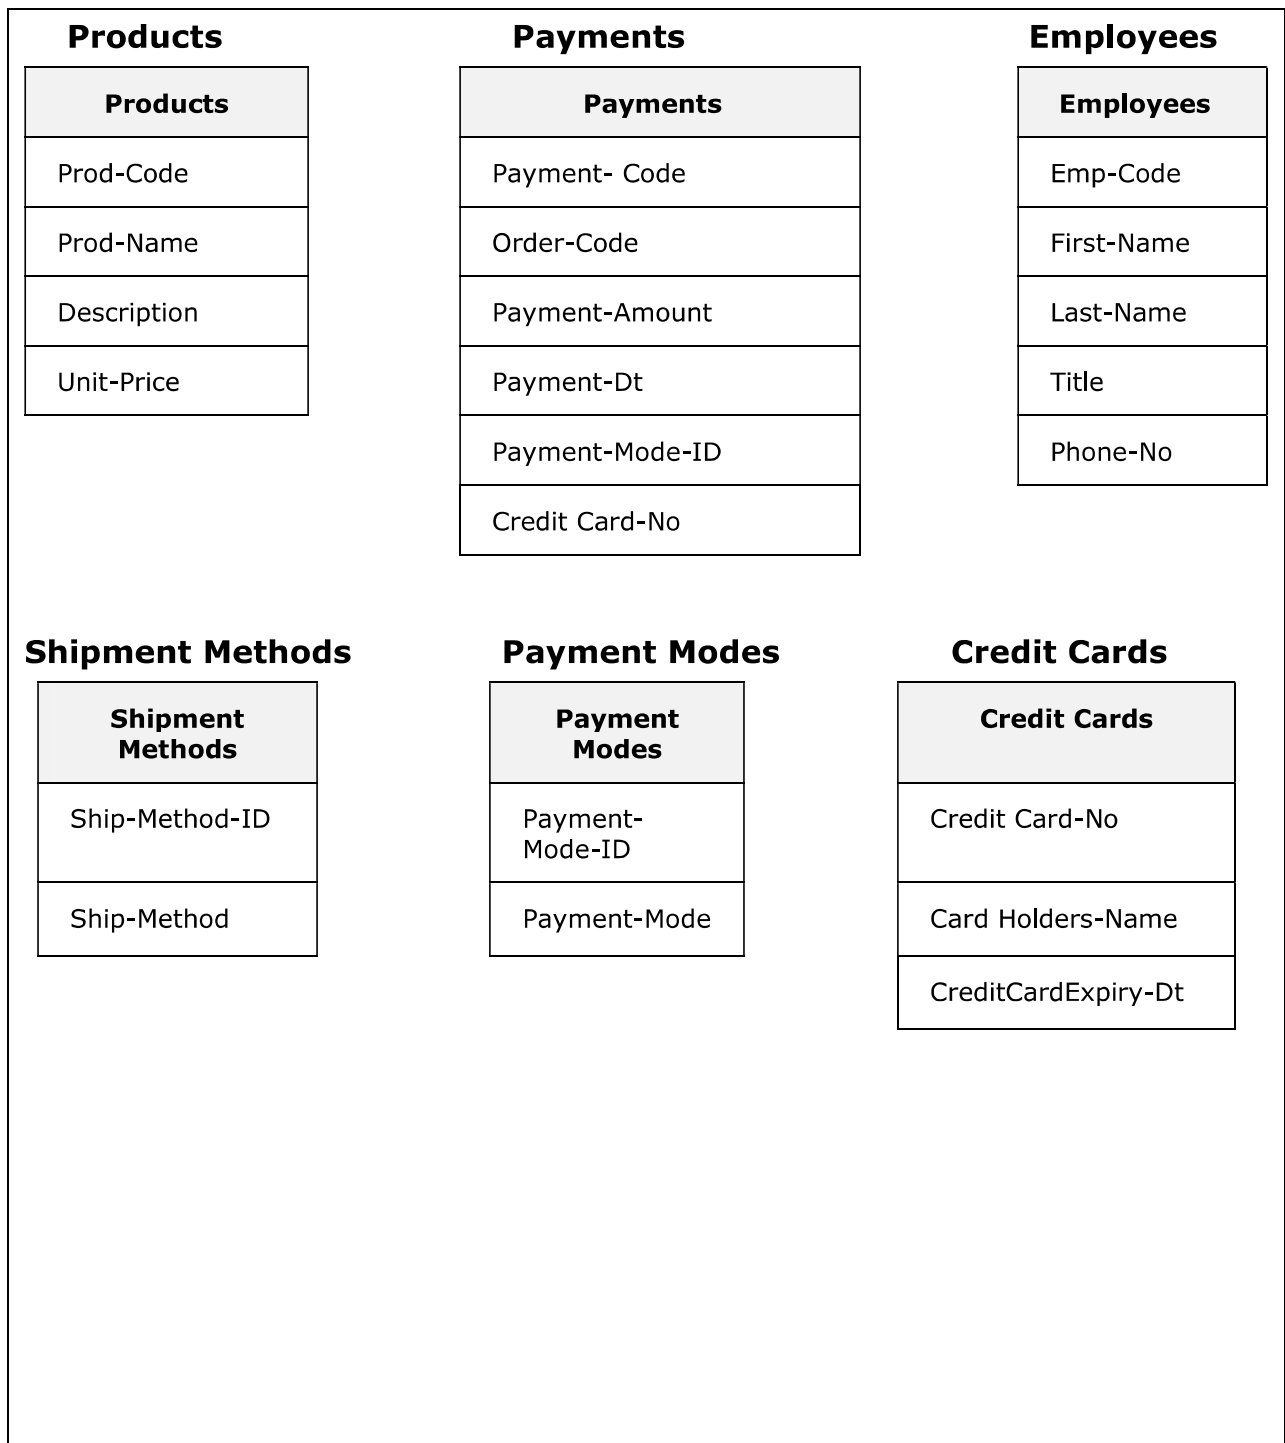 Products
Payments
Employees
Products
Prod-Code
Prod-Name
Description
Unit-Price
Payments
Payment- Code
Order-Code
Payment-Amount
Payment-Dt
Payment-Mode-ID
Credit Card-No
Employees
Emp-Code
First-Name
Last-Name
Title
Phone-No
Shipment Methods
Payment Modes
Credit Cards
Shipment
Methods
Ship-Method-ID
Ship-Method
Payment
Modes
Payment-
Mode-ID
Payment-Mode
Credit Cards
Credit Card-No
Card Holders-Name
CreditCardExpiry-Dt